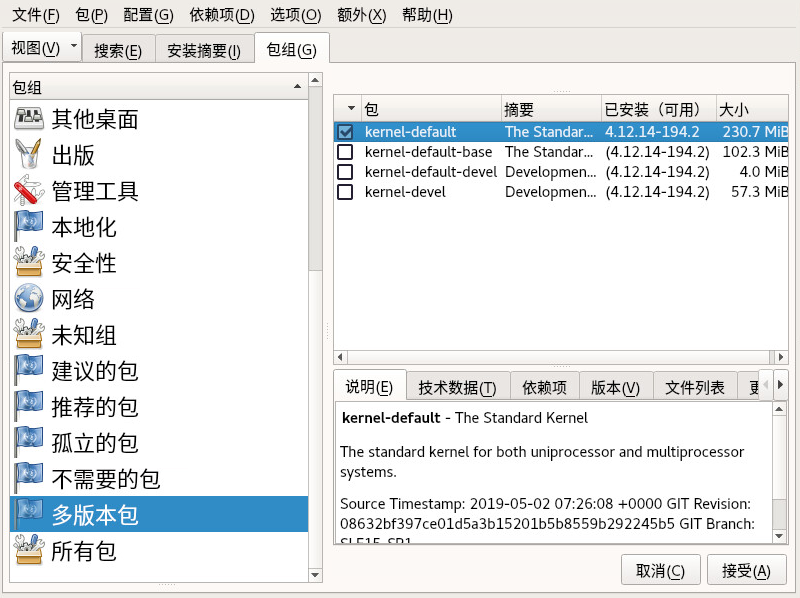 文件(F) 包(P) 配置(G) 依赖项(D) 选项(O) 额外(X) 帮助(H)
视图(V) 搜索(E) 安装摘要(I) 包组(G)
包组
其他桌面
出版
管理工具
本地化
安全性
网络
未知组
建议的包
推荐的包
孤立的包
不需要的包
多版本包
所有包
包 摘要 已安装（可用） 大小
kernel-default The Standar... 4.12.14-194.2 230.7 MiB
kernel-default-base The Standar... (4.12.14-194.2) 102.3 MiB
kernel-default-devel Developmen... (4.12.14-194.2) 4.0 MiB
kernel-devel Developmen... (4.12.14-194.2) 57.3 MiB
说明(E) 技术数据(T) 依赖项 版本(V) 文件列表
kernel-default - The Standard Kernel
The standard kernel for both uniprocessor and multiprocessor
systems.
Source Timestamp: 2019-05-02 07:26:08 +0000 GIT Revision:
08632bf397ce01d5a3b15201b5b8559b292245b5 GIT Branch:
SLE15-SP1
取消(C) 接受(A)